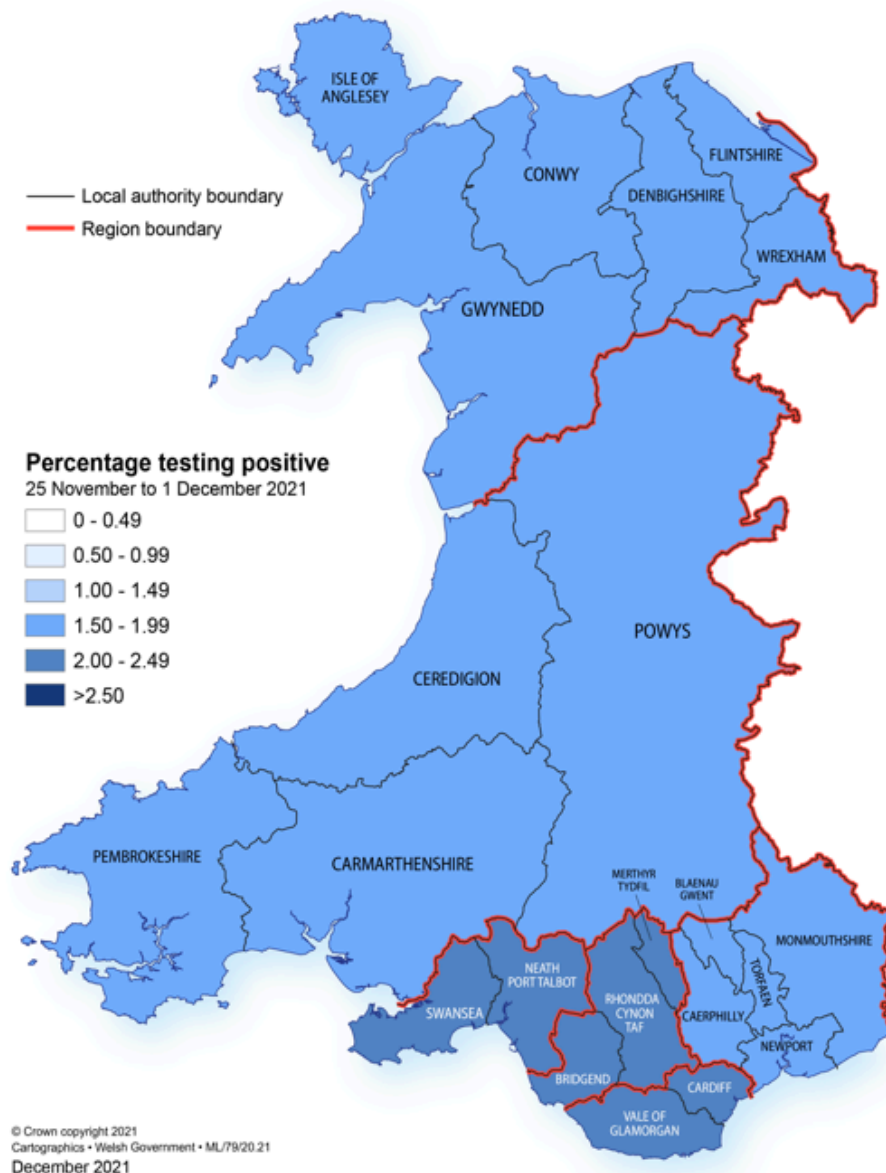 ISLE OF
ANGLESEY
FLINTSHIRE
CONWY
DENBIGHSHIRE
Local authority boundary
Region boundary
WREXHAM
GWYNEDD
Percentage testing positive
25 November to 1 December 2021
0 - 0.49
0.50 - 0.99
1.00 - 1.49
1.50 - 1.99
2.00 - 2.49
>2.50
POWYS
CEREDIGION
PEMBROKESHIRE
CARMARTHENSHIRE
MERTHYR
TYDFIL
BLAENAU
GWENT
MONMOUTHSHIRE
NEATH
PORT TALBOT
TORFAEN
SWANSEA
RHONDDA
CYNON
TAF
CAERPHILLY
NEWPORT
BRIDGEND
CARDIFF
VALE OF
GLAMORGAN
© Crown copyright 2021
Cartographics • Welsh Government • ML/79/20.21
December 2021